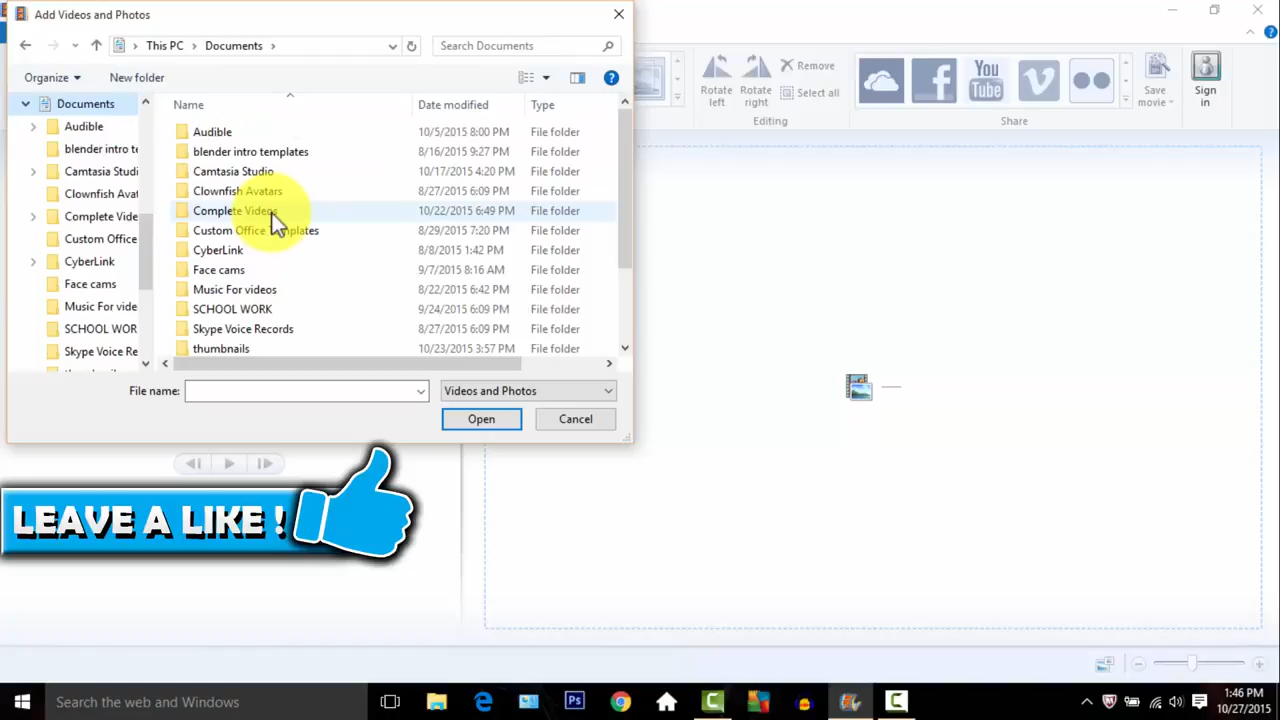 Add Videos and Photos
This PC
Documents
Search Documents
Organize
New folder
Documents
Audible
blender intro te
Camtasia Studi
Clownfish Avat
Complete Vide
Custom Office
CyberLink
Face cams
Music For vide
SCHOOL WOR
Skype Voice Re
Name Date modified Type
Audible 10/5/2015 8:00 PM File folder
blender intro templates 8/16/2015 9:27 PM File folder
Camtasia Studio 10/17/2015 4:20 PM File folder
Clownfish Avatars 8/27/2015 6:09 PM File folder
Complete Videos 10/22/2015 6:49 PM File folder
Custom Office Templates 8/29/2015 7:20 PM File folder
CyberLink 8/8/2015 1:42 PM File folder
Face cams 9/7/2015 8:16 AM File folder
Music For videos 8/22/2015 6:42 PM File folder
SCHOOL WORK 9/24/2015 6:09 PM File folder
Skype Voice Records 8/27/2015 6:09 PM File folder
thumbnails 10/23/2015 3:57 PM File folder
File name:
Videos and Photos
Open
Cancel
Rotate left
Rotate right
Remove
Select all
Editing
You Tube
Save movie
Share
Sign in
LEAVE A LIKE !
Search the web and Windows
Ps
1:46 PM
10/27/2015